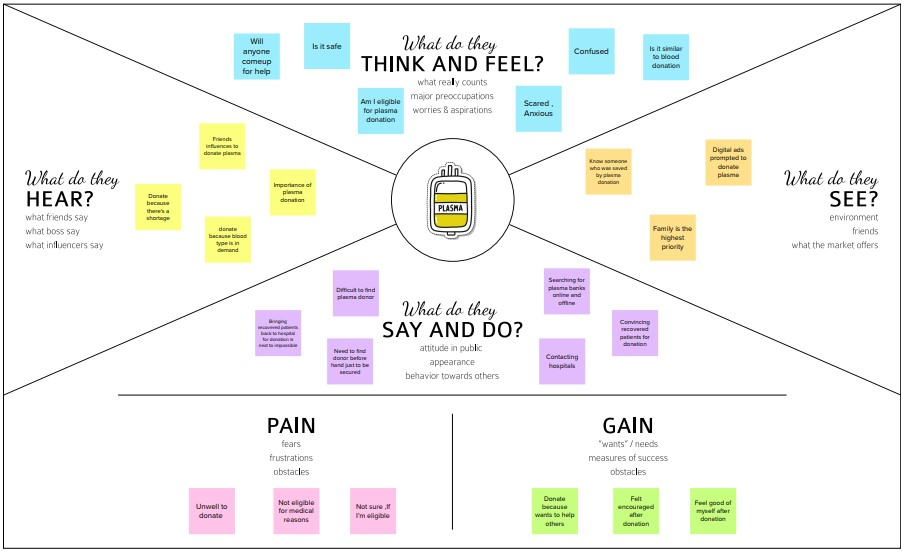 What do they
THINK AND FEEL?
what really counts
major preoccupations
worries & aspirations
Will
anyone
comeup
for help
Is it safe
Am I eligible
for plasma
donation
Confused
Is it similar
to blood
donation
Scared ,
Anxious
What do they
HEAR?
what friends say
what boss say
what influencers say
Friends
influences to
donate plasma
Donate
because
there's a
shortage
Importance of
plasma
donation
donate
bacause blood
type is in
demand
PLASMA
What do they
SEE?
environment
friends
what the market offers
Know someone
who was saved
by plasma
donation
Digital ads
prompted to
donate
plasma
Family is the
highest
priority
What do they
SAY AND DO?
attitude in public
appearance
behavior towards others
Difficult to find
plasma donor
Bringing
recovered patients
back to hospital
for donation is
next to impossible
Need to find
donor before
hand just to be
secured
Searching for
plasma banks
online and
offline
Convincing
recovered
patients for
donation
Contacting
hospitals
PAIN
fears
frustrations
obstacles
Unwell to
donate
Not eligible
for medical
reasons
Not sure ,If
I'm eligible
GAIN
"wants" / needs
measures of success
obstacles
Donate
because
wants to help
others
Felt
encouraged
after
donation
Feel good of
myself after
donation